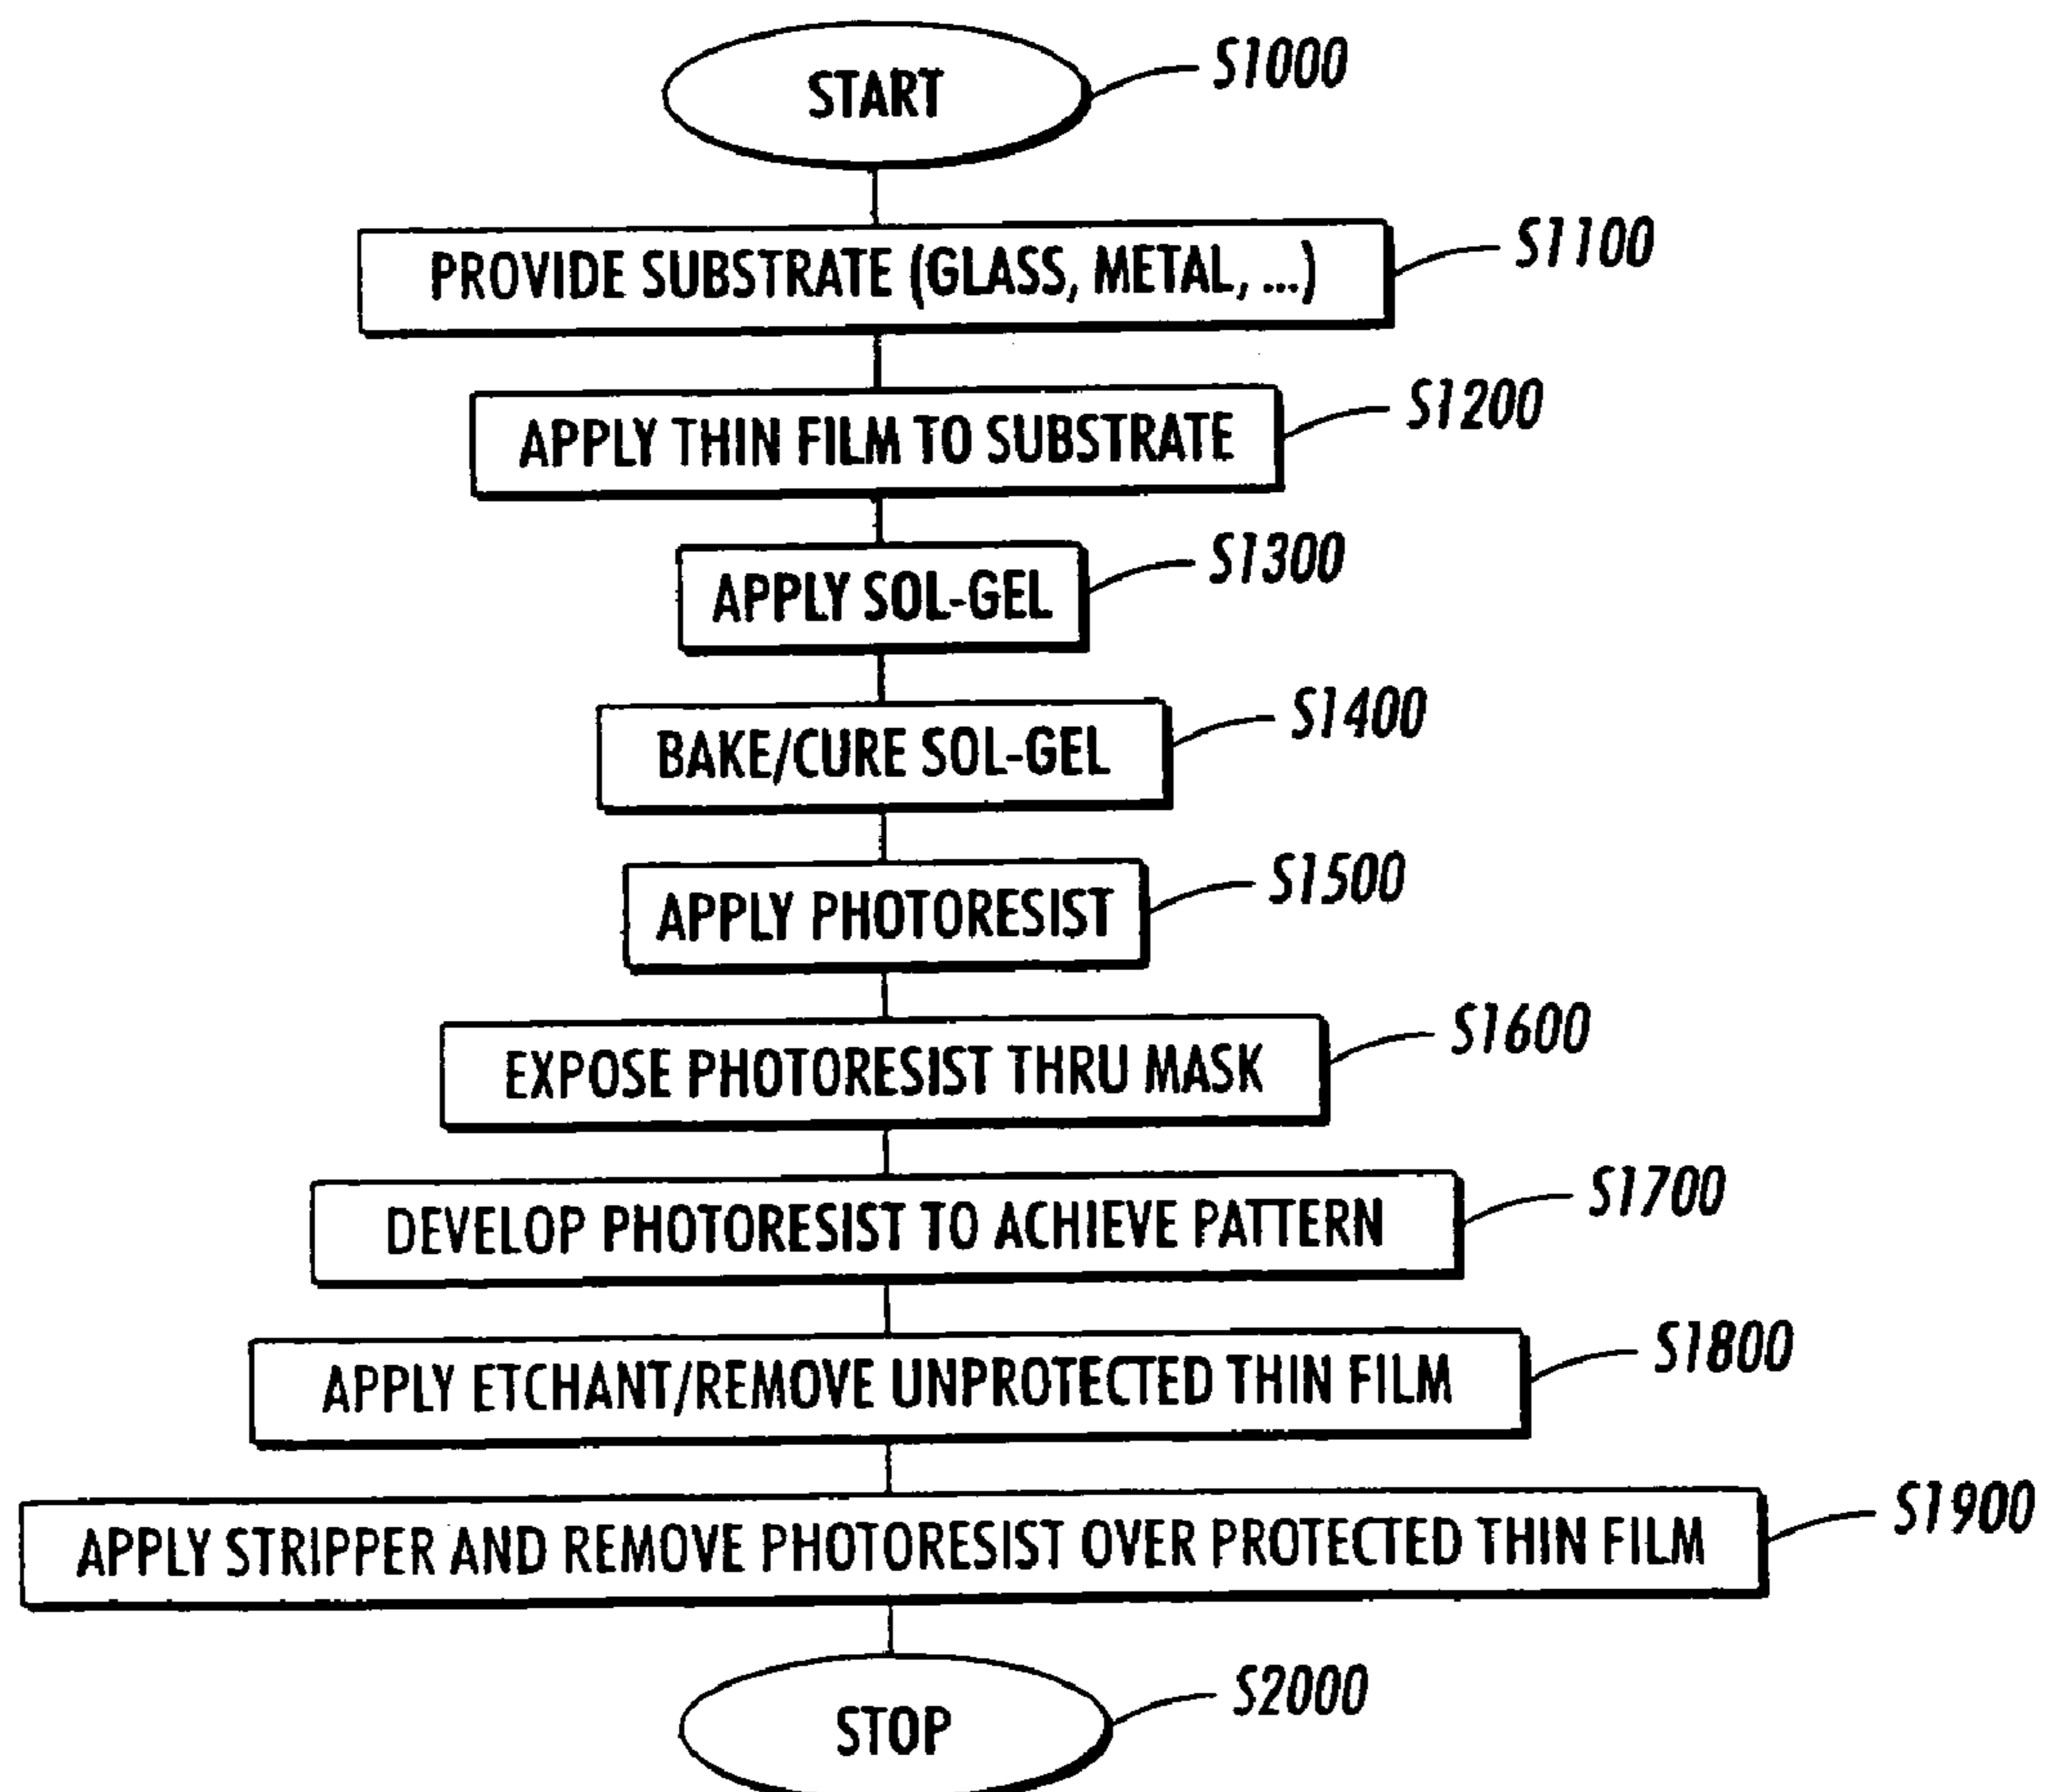 START
S1000
PROVIDE SUBSTRATE (GLASS, METAL, ...)
S1100
APPLY THIN FILM TO SUBSTRATE
S1200
APPLY SOL-GEL
S1300
BAKE/CURE SOL-GEL
S1400
APPLY PHOTORESIST
S1500
EXPOSE PHOTORESIST THRU MASK
S1600
DEVELOP PHOTORESIST TO ACHIEVE PATTERN
S1700
APPLY ETCHANT/REMOVE UNPROTECTED THIN FILM
S1800
APPLY STRIPPER AND REMOVE PHOTORESIST OVER PROTECTED THIN FILM
S1900
STOP
S2000